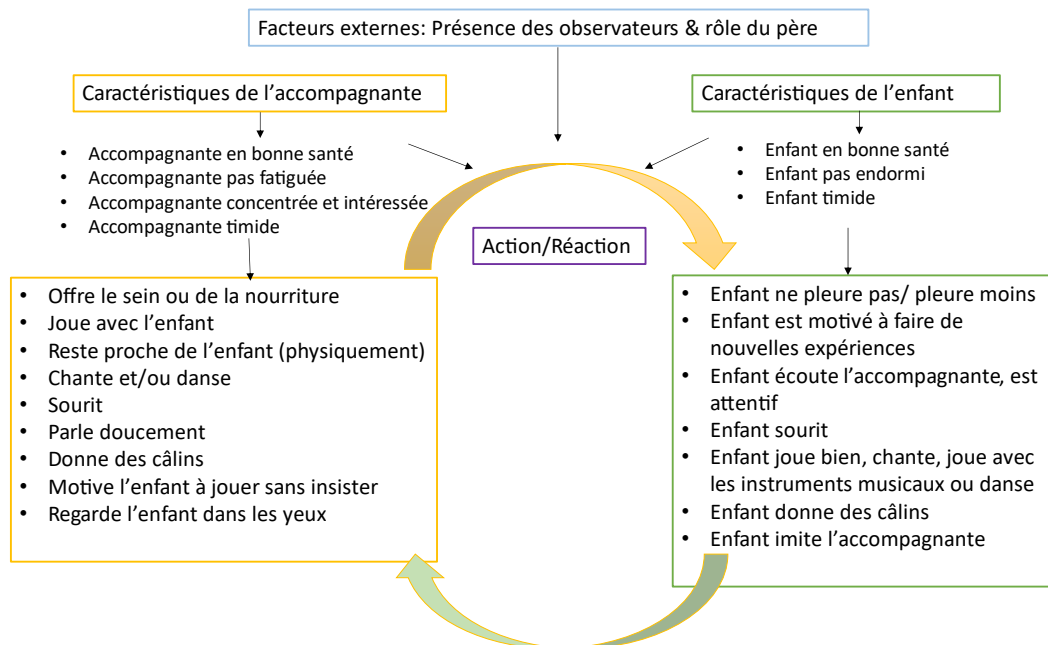 Facteurs externes: Présence des observateurs & rôle du père
Caractéristiques de l'accompagnante
• Accompagnante en bonne santé
• Accompagnante pas fatiguée
• Accompagnante concentrée et intéressée
• Accompagnante timide
Caractéristiques de l'enfant
• Enfant en bonne santé
• Enfant pas endormi
• Enfant timide
Action/Réaction
• Offre le sein ou de la nourriture
• Joue avec l'enfant
• Reste proche de l'enfant (physiquement)
• Chante et/ou danse
• Sourit
• Parle doucement
• Donne des câlins
• Motive l'enfant à jouer sans insister
• Regarde l'enfant dans les yeux
• Enfant ne pleure pas/ pleure moins
• Enfant est motivé à faire de
nouvelles expériences
• Enfant écoute l'accompagnante, est
attentif
• Enfant sourit
• Enfant joue bien, chante, joue avec
les instruments musicaux ou danse
• Enfant donne des câlins
• Enfant imite l'accompagnante